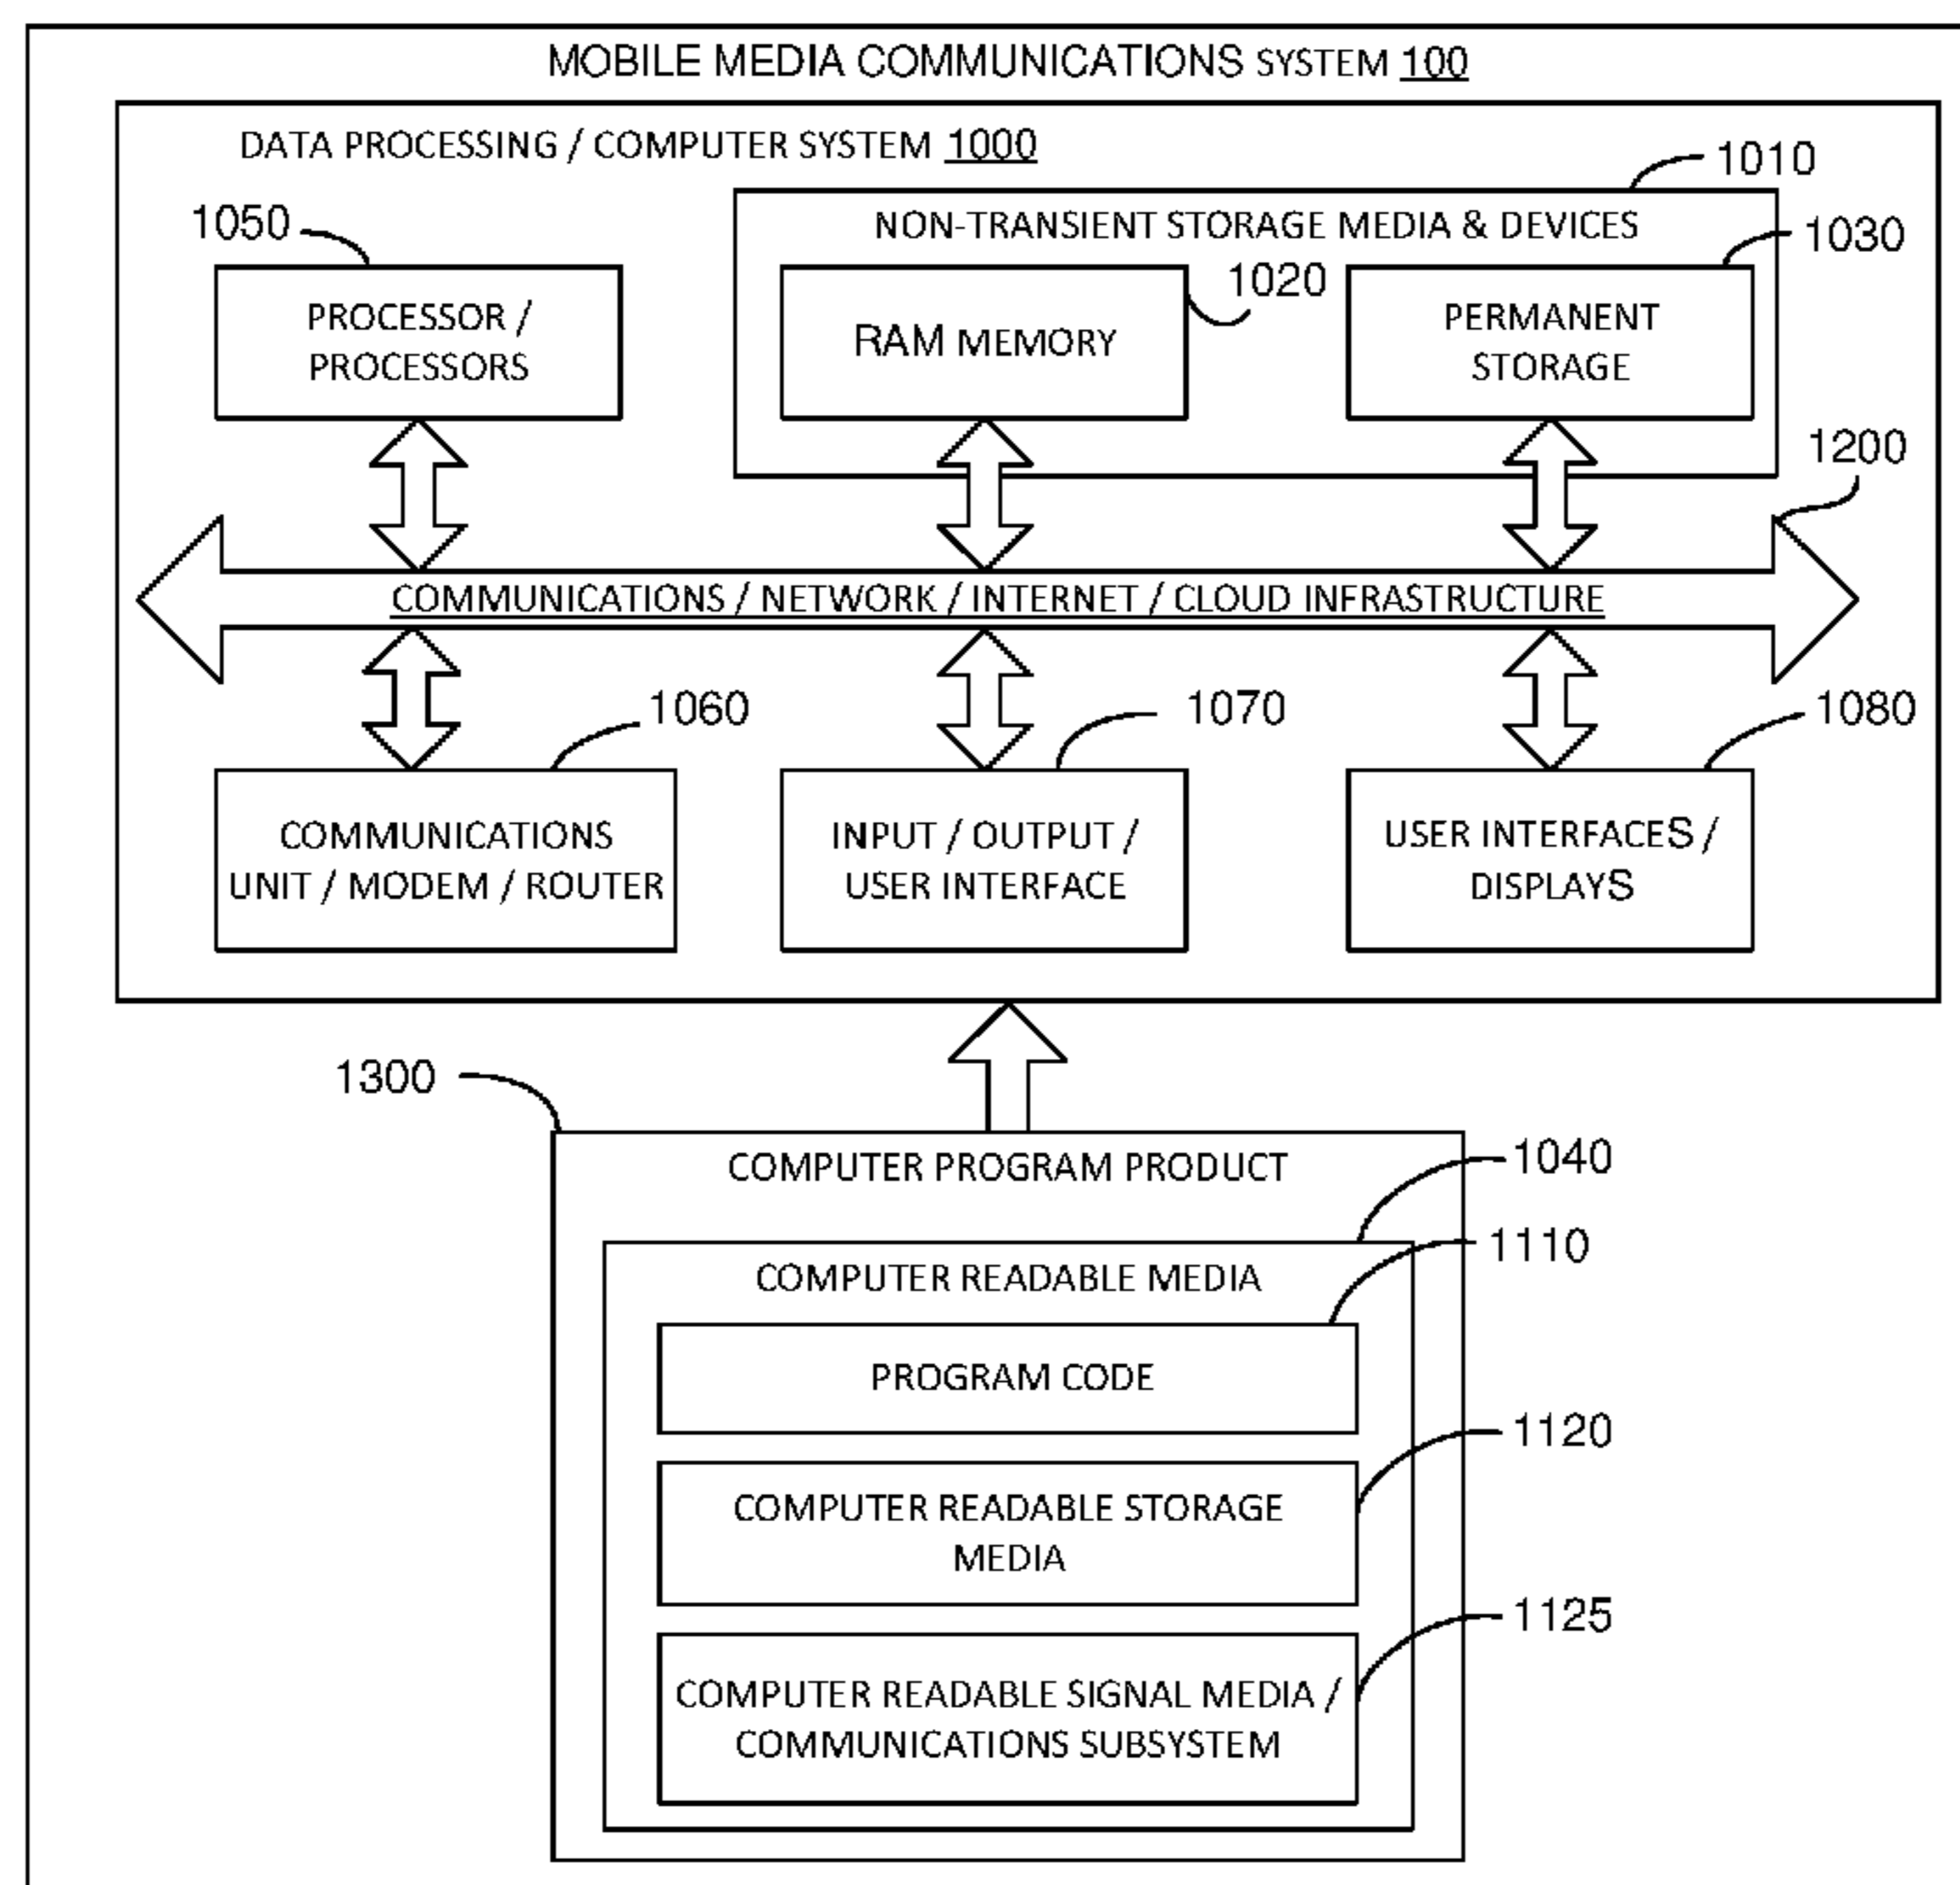 MOBILE MEDIA COMMUNICATIONS SYSTEM 100
DATA PROCESSING / COMPUTER SYSTEM 1000
1010
1050
NON-TRANSIENT STORAGE MEDIA & DEVICES
1030
1020
PROCESSOR /
PROCESSORS
RAM MEMORY
PERMANENT
STORAGE
1200
COMMUNICATIONS / NETWORK / INTERNET / CLOUD INFRASTRUCTURE
1060
1070
1080
COMMUNICATIONS
UNIT / MODEM / ROUTER
INPUT / OUTPUT /
USER INTERFACE
USER INTERFACES /
DISPLAYS
1300
COMPUTER PROGRAM PRODUCT
1040
1110
COMPUTER READABLE MEDIA
PROGRAM CODE
1120
COMPUTER READABLE STORAGE
MEDIA
1125
COMPUTER READABLE SIGNAL MEDIA /
COMMUNICATIONS SUBSYSTEM